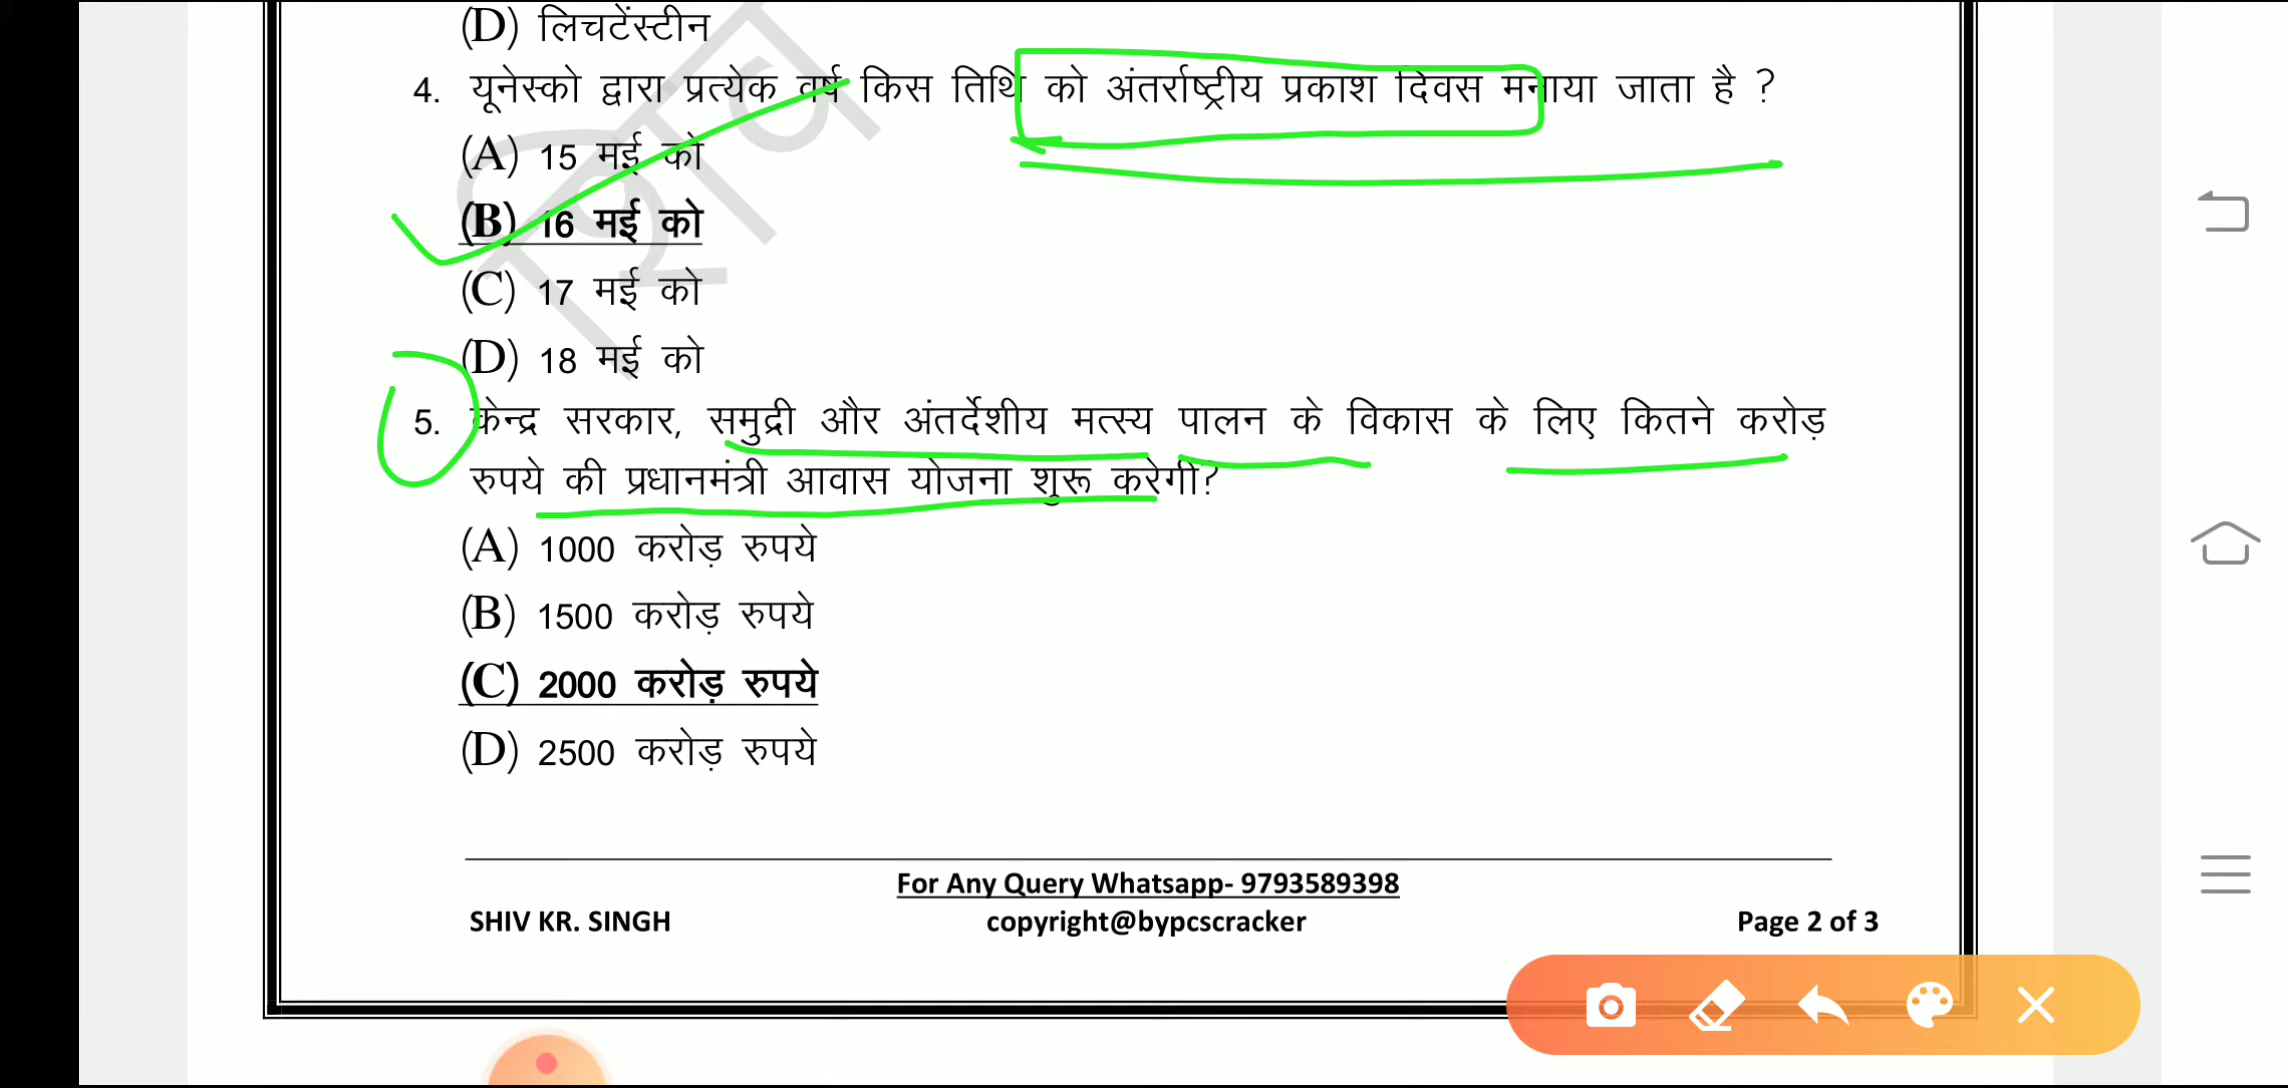 (D) लिचटेंस्टीन
4. यूनेस्को द्वारा प्रत्येक वर्ष किस तिथि को अंतर्राष्ट्रीय प्रकाश दिवस मनाया जाता है ?
(A) 15 मई को
(B) 16 मई को
(C) 17 मई को
(D) 18 मई को
5. केन्द्र सरकार, समुद्री और अंतर्देशीय मत्स्य पालन के विकास के लिए कितने करोड़
रुपये की प्रधानमंत्री आवास योजना शुरू करेगी?
(A) 1000 करोड़ रुपये
(B) 1500 करोड़ रुपये
(C) 2000 करोड़ रुपये
(D) 2500 करोड़ रुपये
For Any Query Whatsapp- 9793589398
SHIV KR. SINGH copyright@bypcscracker Page 2 of 3